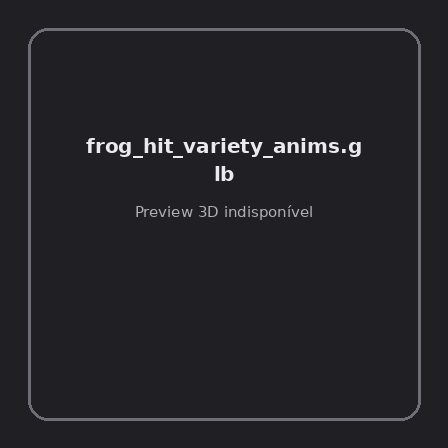 frog_hit_variety_anims.g
lb
Preview 3D indisponível